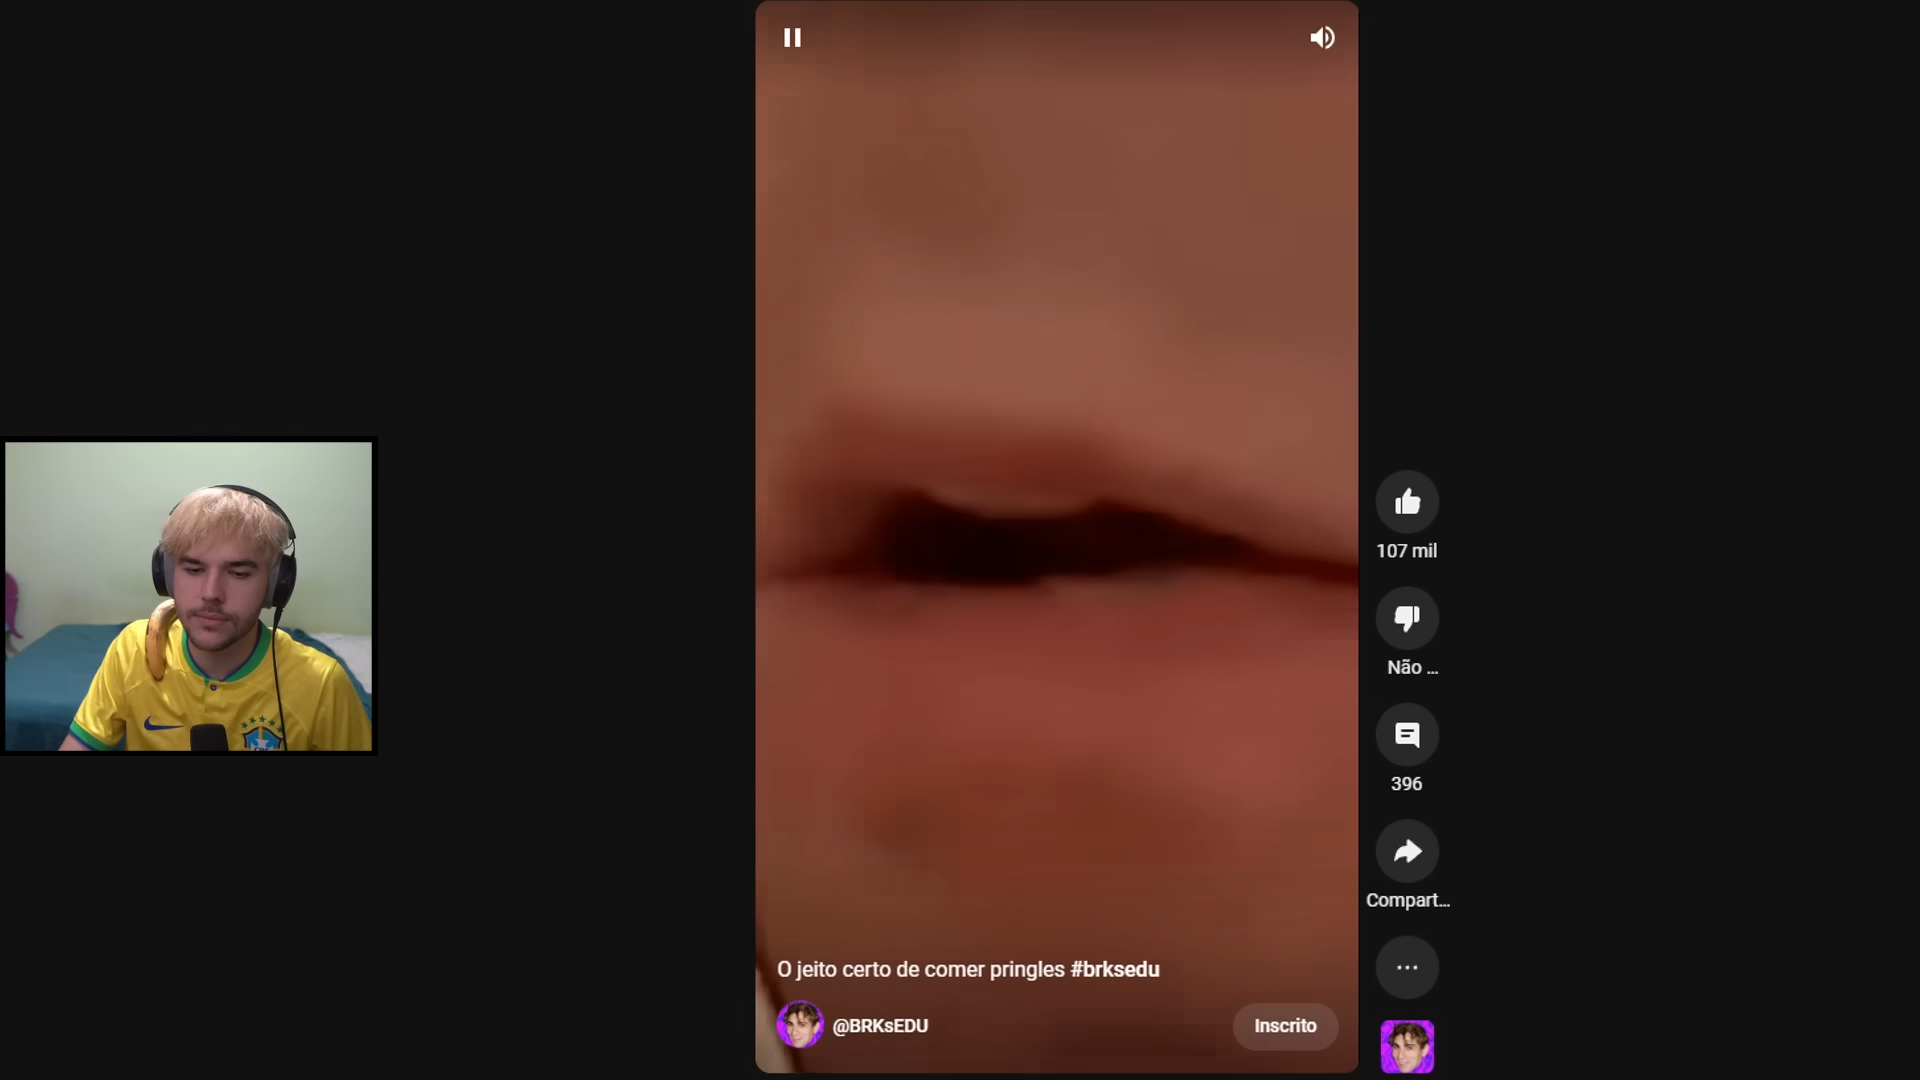 107 mil
Não ...
396
Compart...
O jeito certo de comer pringles #brksedu
@BRKsEDU
Inscrito